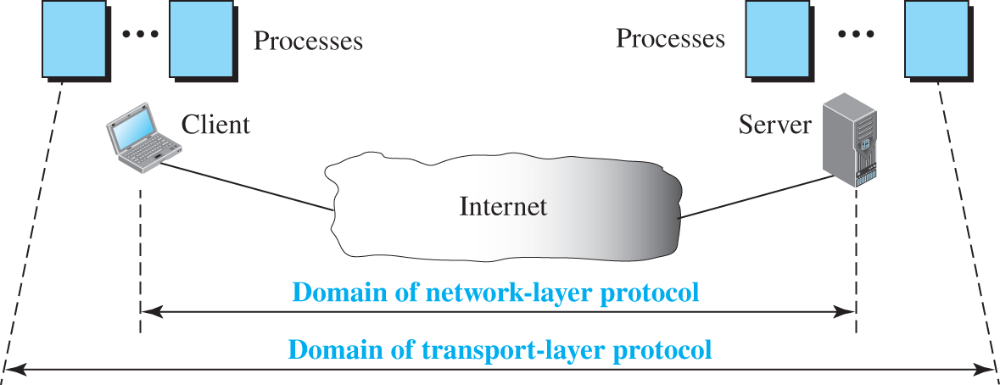 Processes
Processes
Client
Server
Internet
Domain of network-layer protocol
Domain of transport-layer protocol